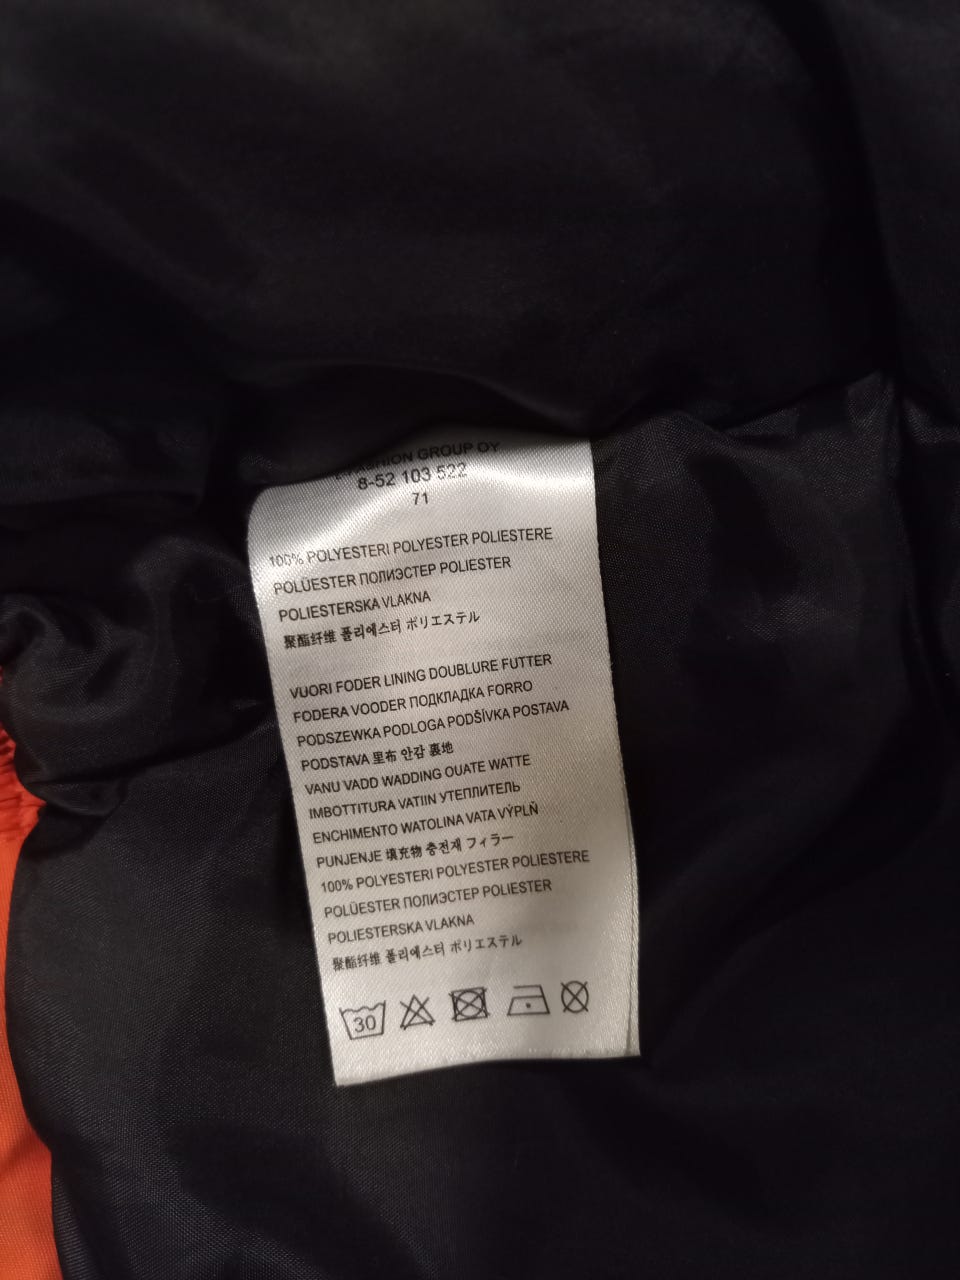 FASHION GROUP OY
8-52 103 522
71
100% POLYESTERI POLYESTER POLIESTERE
POLÜESTER ПОЛИЭСТЕР POLIESTER
POLIESTERSKA VLAKNA
聚酯纤维 폴리에스터 ポリエステル
VUORI FODER LINING DOUBLURE FUTTER
FODERA VOODER ПОДКЛАДКА FORRO
PODSZEWKA PODLOGA PODŠÍVKA POSTAVA
PODSTAVA 里布 안감 裏地
VANU VADD WADDING OUATE WATTE
IMBOTTITURA VATIIN УТЕПЛИТЕЛЬ
ENCHIMENTO WATOLINA VATA VÝPLŇ
PUNJENJE 填充物 충전재 フィラー
100% POLYESTERI POLYESTER POLIESTERE
POLÜESTER ПОЛИЭСТЕР POLIESTER
POLIESTERSKA VLAKNA
聚酯纤维 폴리에스터 ポリエステル
30